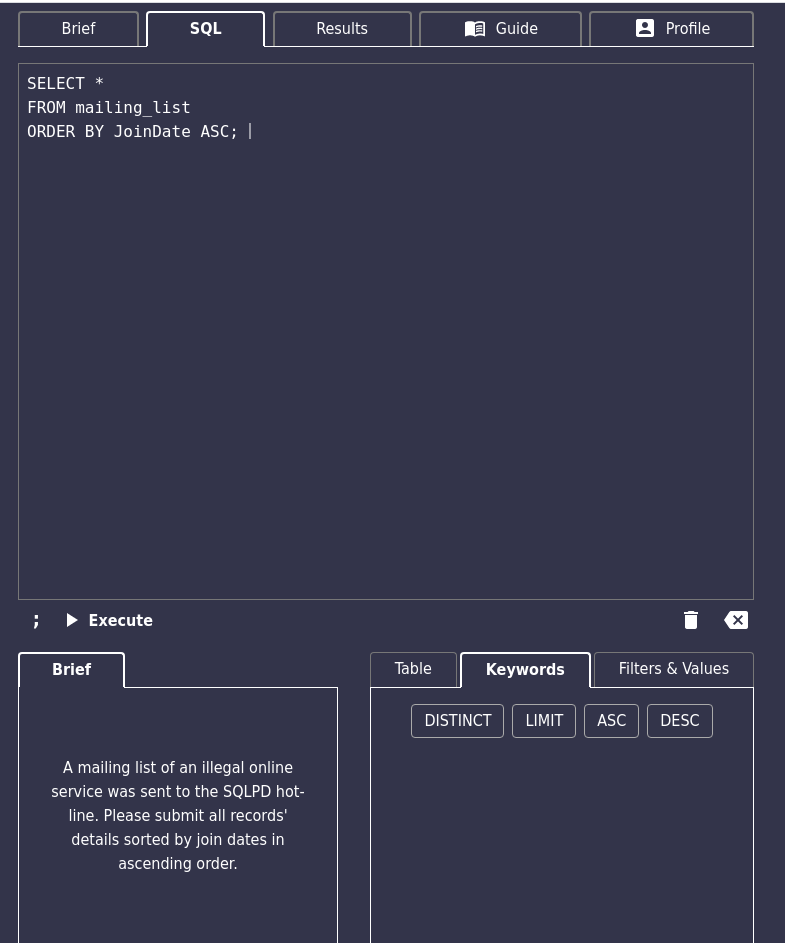 Brief
SQL
Results
Guide
Profile
SELECT *
FROM mailing_list
ORDER BY JoinDate ASC;
;
Execute
Brief
A mailing list of an illegal online
service was sent to the SQLPD hot-
line. Please submit all records'
details sorted by join dates in
ascending order.
Table
Keywords
Filters & Values
DISTINCT
LIMIT
ASC
DESC